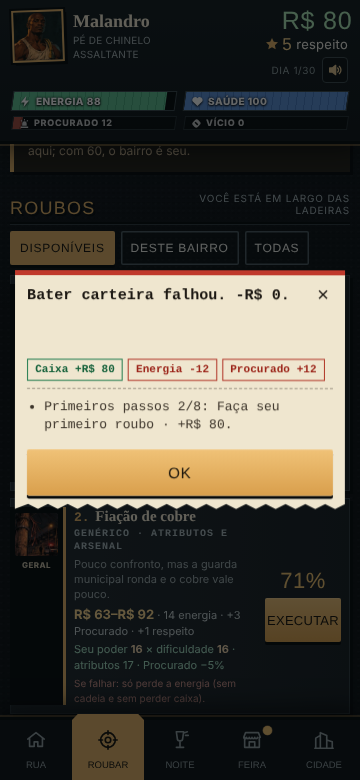 Malandro
PÉ DE CHINELO
ASSALTANTE
R$ 80
5 respeito
DIA 1/30
ENERGIA 88
SAÚDE 100
PROCURADO 12
VÍCIO 0
aqui; com 60, o bairro é seu.
ROUBOS
VOCÊ ESTÁ EM LARGO DAS
LADEIRAS
DISPONÍVEIS
DESTE BAIRRO
TODAS
Bater carteira falhou. -R$ 0.
✕
Caixa +R$ 80
Energia -12
Procurado +12
• Primeiros passos 2/8: Faça seu
primeiro roubo · +R$ 80.
OK
2. Fiação de cobre
GENÉRICO · ATRIBUTOS E
ARSENAL
GERAL
Pouco confronto, mas a guarda
municipal ronda e o cobre vale
pouco.
R$ 63–R$ 92 · 14 energia · +3
Procurado · +1 respeito
Seu poder 16 × dificuldade 16 ·
atributos 17 · Procurado −5%
Se falhar: só perde a energia (sem
cadeia e sem perder caixa).
71%
EXECUTAR
RUA
ROUBAR
NOITE
FEIRA
CIDADE